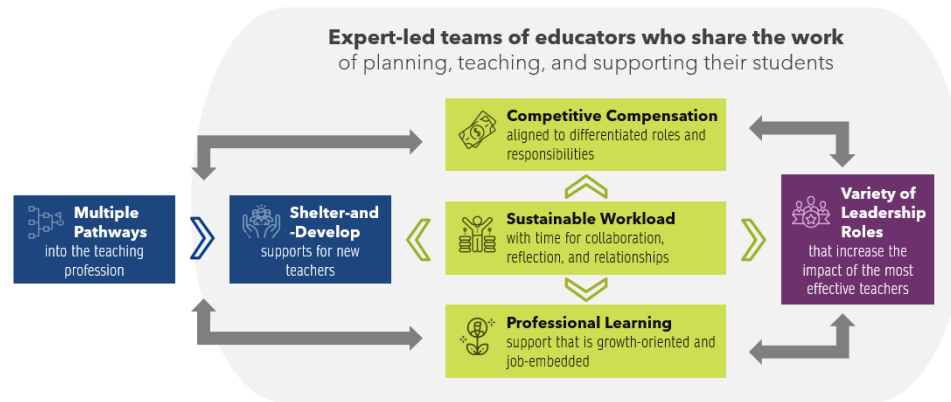 Expert-led teams of educators who share the work
of planning, teaching, and supporting their students
Multiple
Pathways
into the teaching
profession
Shelter-and
-Develop
supports for new
teachers
Competitive Compensation
aligned to differentiated roles and
responsibilities
Sustainable Workload
with time for collaboration,
reflection, and relationships
Professional Learning
support that is growth-oriented and
job-embedded
Variety of
Leadership
Roles
that increase the
impact of the most
effective teachers